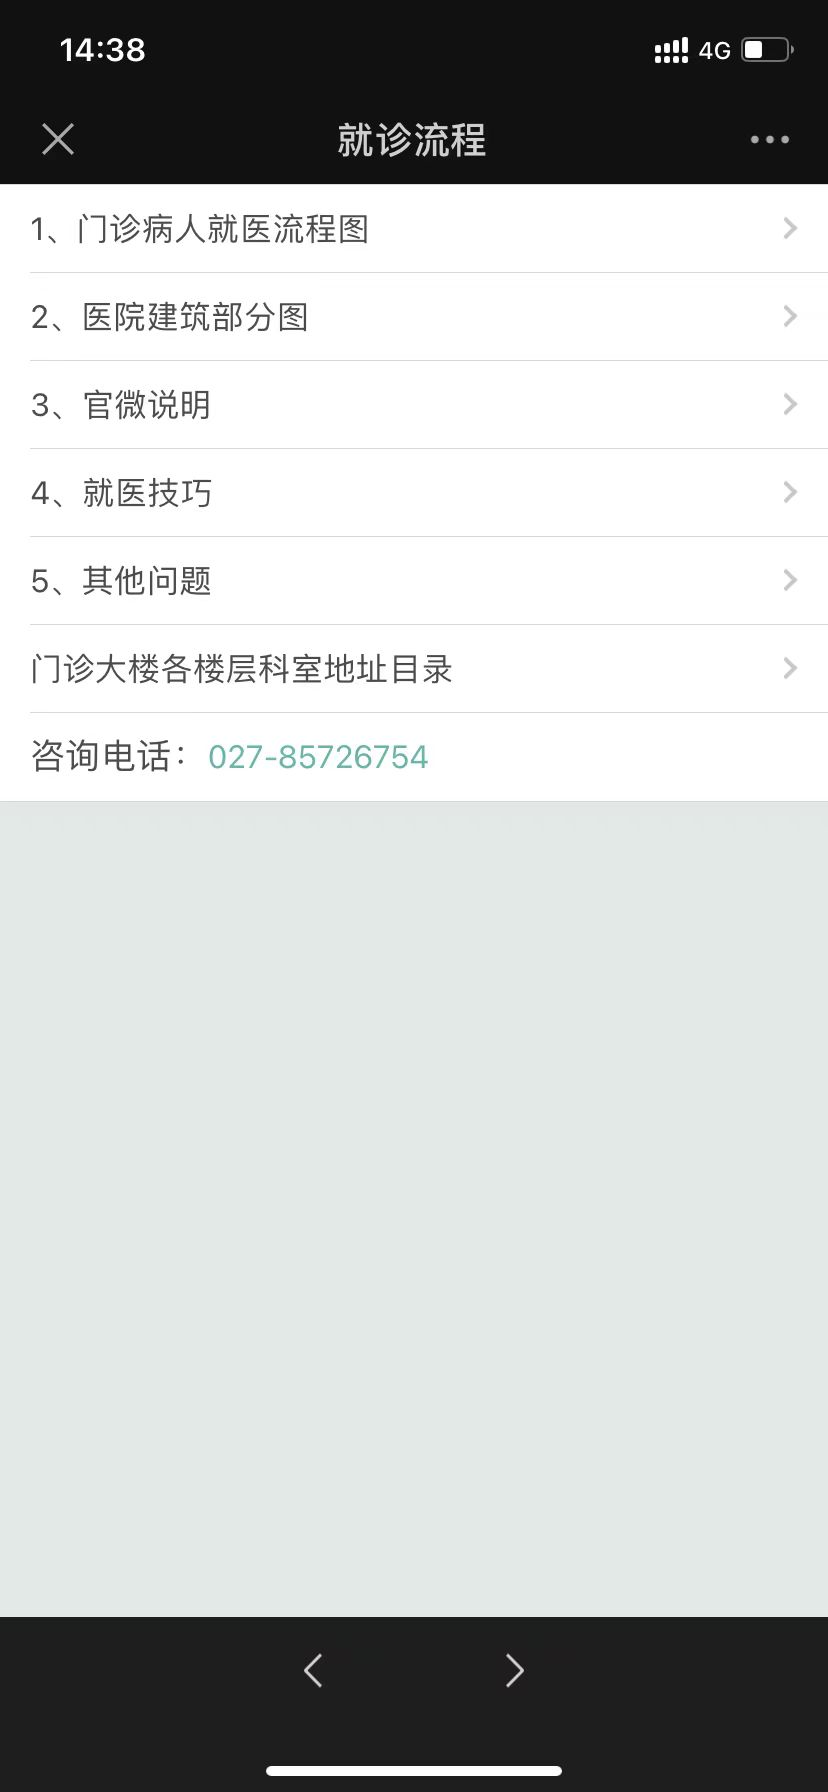 14:38
4G
就诊流程
1、门诊病人就医流程图
2、医院建筑部分图
3、官微说明
4、就医技巧
5、其他问题
门诊大楼各楼层科室地址目录
咨询电话：027-85726754